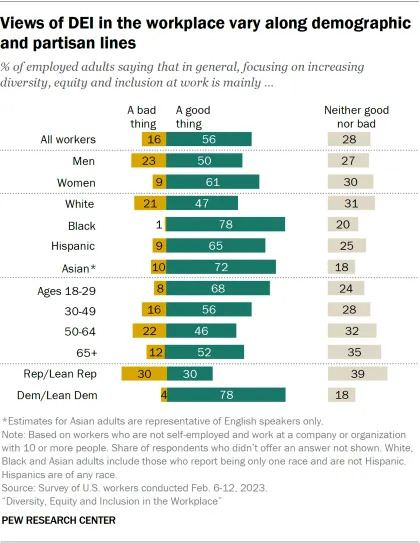 Views of DEI in the workplace vary along demographic
and partisan lines
% of employed adults saying that in general, focusing on increasing
diversity, equity and inclusion at work is mainly ...
A bad thing A good thing Neither good nor bad
All workers 16 56 28
Men 23 50 27
Women 9 61 30
White 21 47 31
Black 1 78 20
Hispanic 9 65 25
Asian* 10 72 18
Ages 18-29 8 68 24
30-49 16 56 28
50-64 22 46 32
65+ 12 52 35
Rep/Lean Rep 30 30 39
Dem/Lean Dem 4 78 18
*Estimates for Asian adults are representative of English speakers only.
Note: Based on workers who are not self-employed and work at a company or organization
with 10 or more people. Share of respondents who didn't offer an answer not shown. White,
Black and Asian adults include those who report being only one race and are not Hispanic.
Hispanics are of any race.
Source: Survey of U.S. workers conducted Feb. 6-12, 2023.
"Diversity, Equity and Inclusion in the Workplace"
PEW RESEARCH CENTER